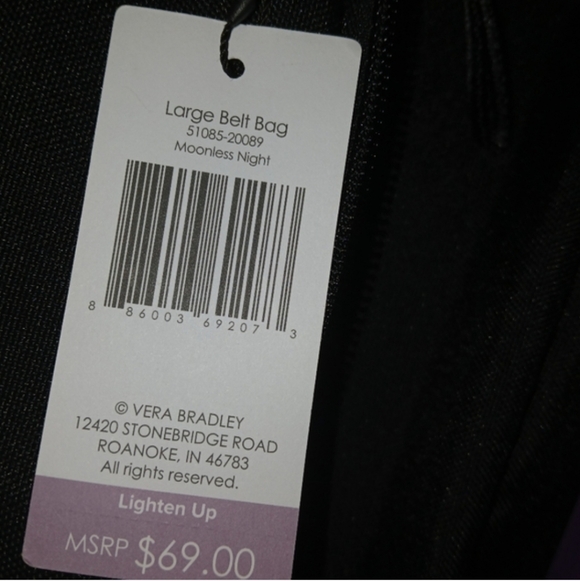 Large Belt Bag
51085-20089
Moonless Night
8 86003 69207 3
© VERA BRADLEY
12420 STONEBRIDGE ROAD
ROANOKE, IN 46783
All rights reserved.
Lighten Up
MSRP $69.00